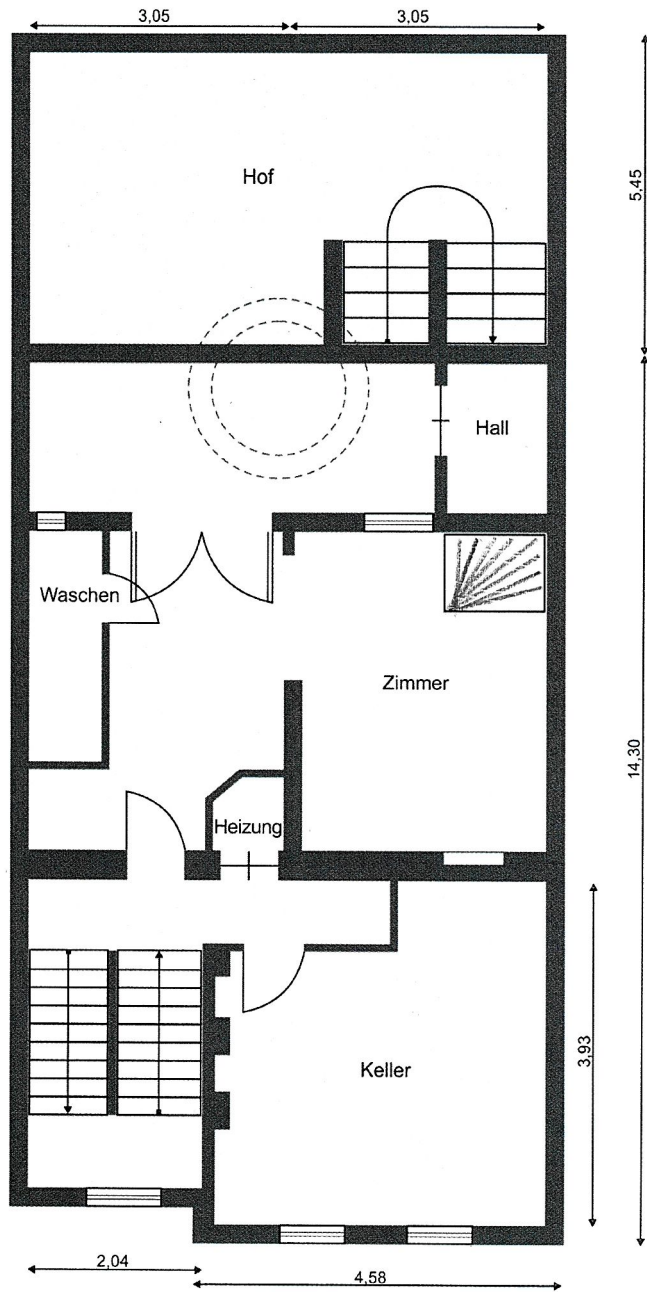 3,05
3,05
Hof
5,45
Hall
Waschen
Zimmer
14,30
Heizung
3,93
Keller
2,04
4,58